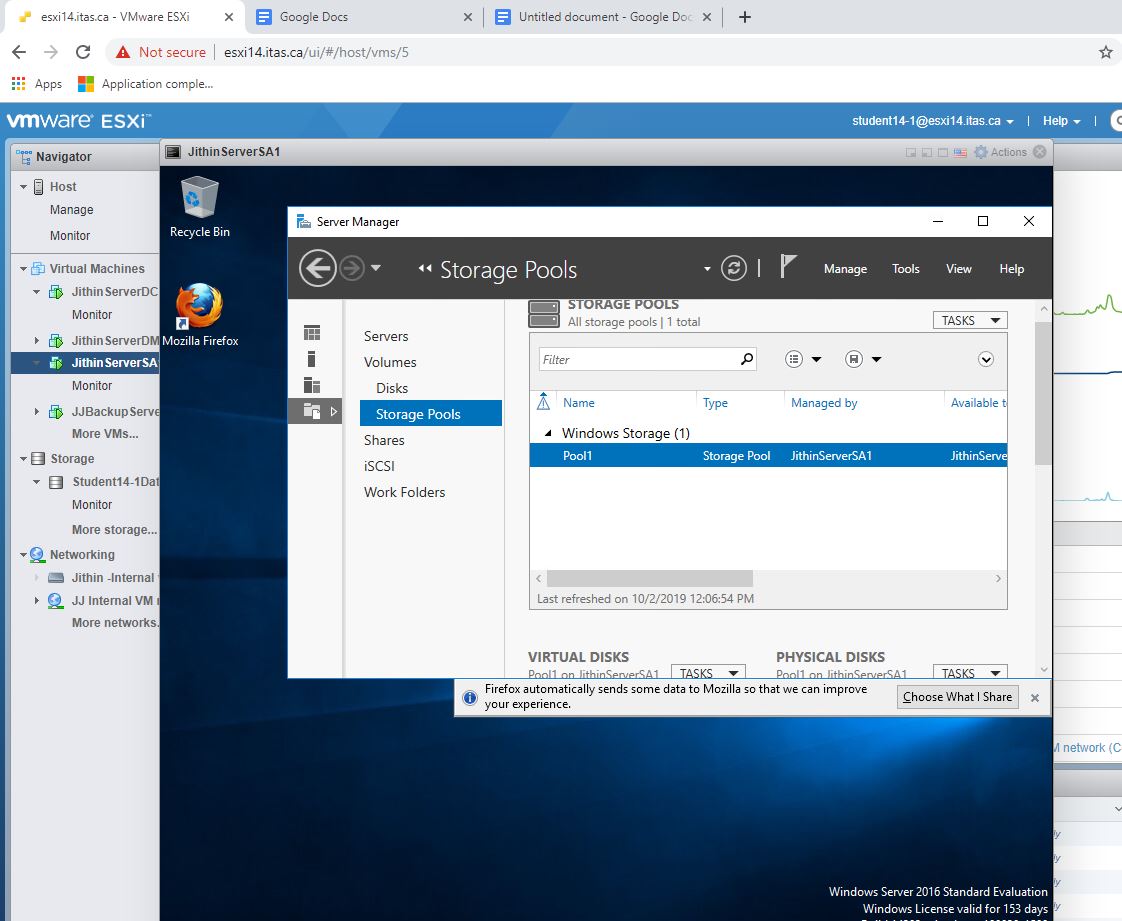 esxi14.itas.ca - VMware ESXi
Google Docs
Untitled document - Google Doc
Not secure
esxi14.itas.ca/ui/#/host/vms/5
Apps
Application comple...
vmware ESXi™
student14-1@esxi14.itas.ca
Help
Navigator
Host
Manage
Monitor
Virtual Machines
JithinServerDC
Monitor
JithinServerDM
JithinServerSA
Monitor
JJBackupServe
More VMs...
Storage
Student14-1Dat
Monitor
More storage...
Networking
Jithin -Internal
JJ Internal VM
More networks.
JithinServerSA1
Actions
Recycle Bin
Mozilla Firefox
Server Manager
Storage Pools
Manage
Tools
View
Help
Servers
Volumes
Disks
Storage Pools
Shares
iSCSI
Work Folders
STORAGE POOLS
All storage pools | 1 total
TASKS
Filter
Name
Type
Managed by
Available t
Windows Storage (1)
Pool1
Storage Pool
JithinServerSA1
JithinServe
Last refreshed on 10/2/2019 12:06:54 PM
VIRTUAL DISKS
Pool1 on JithinServerSA1
TASKS
PHYSICAL DISKS
Pool1 on JithinServerSA1
TASKS
Firefox automatically sends some data to Mozilla so that we can improve
your experience.
Choose What I Share
M network (C
Windows Server 2016 Standard Evaluation
Windows License valid for 153 days